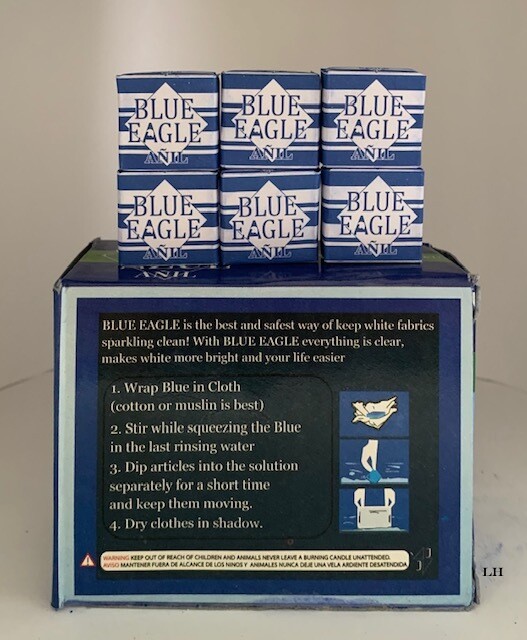 BLUE
EAGLE
AÑIL
BLUE
EAGLE
AÑIL
BLUE
EAGLE
AÑIL
BLUE
EAGLE
AÑIL
BLUE
EAGLE
AÑIL
BLUE
EAGLE
AÑIL
AÑIL
BLUE EAGLE is the best and safest way of keep white fabrics
sparkling clean! With BLUE EAGLE everything is clear,
makes white more bright and your life easier
1. Wrap Blue in Cloth
(cotton or muslin is best)
2. Stir while squeezing the Blue
in the last rinsing water
3. Dip articles into the solution
separately for a short time
and keep them moving.
4. Dry clothes in shadow.
WARNING KEEP OUT OF REACH OF CHILDREN AND ANIMALS NEVER LEAVE A BURNING CANDLE UNATTENDED.
AVISO MANTENER FUERA DE ALCANCE DE LOS NINOS Y ANIMALES NUNCA DEJE UNA VELA ARDIENTE DESATENDIDA
LH